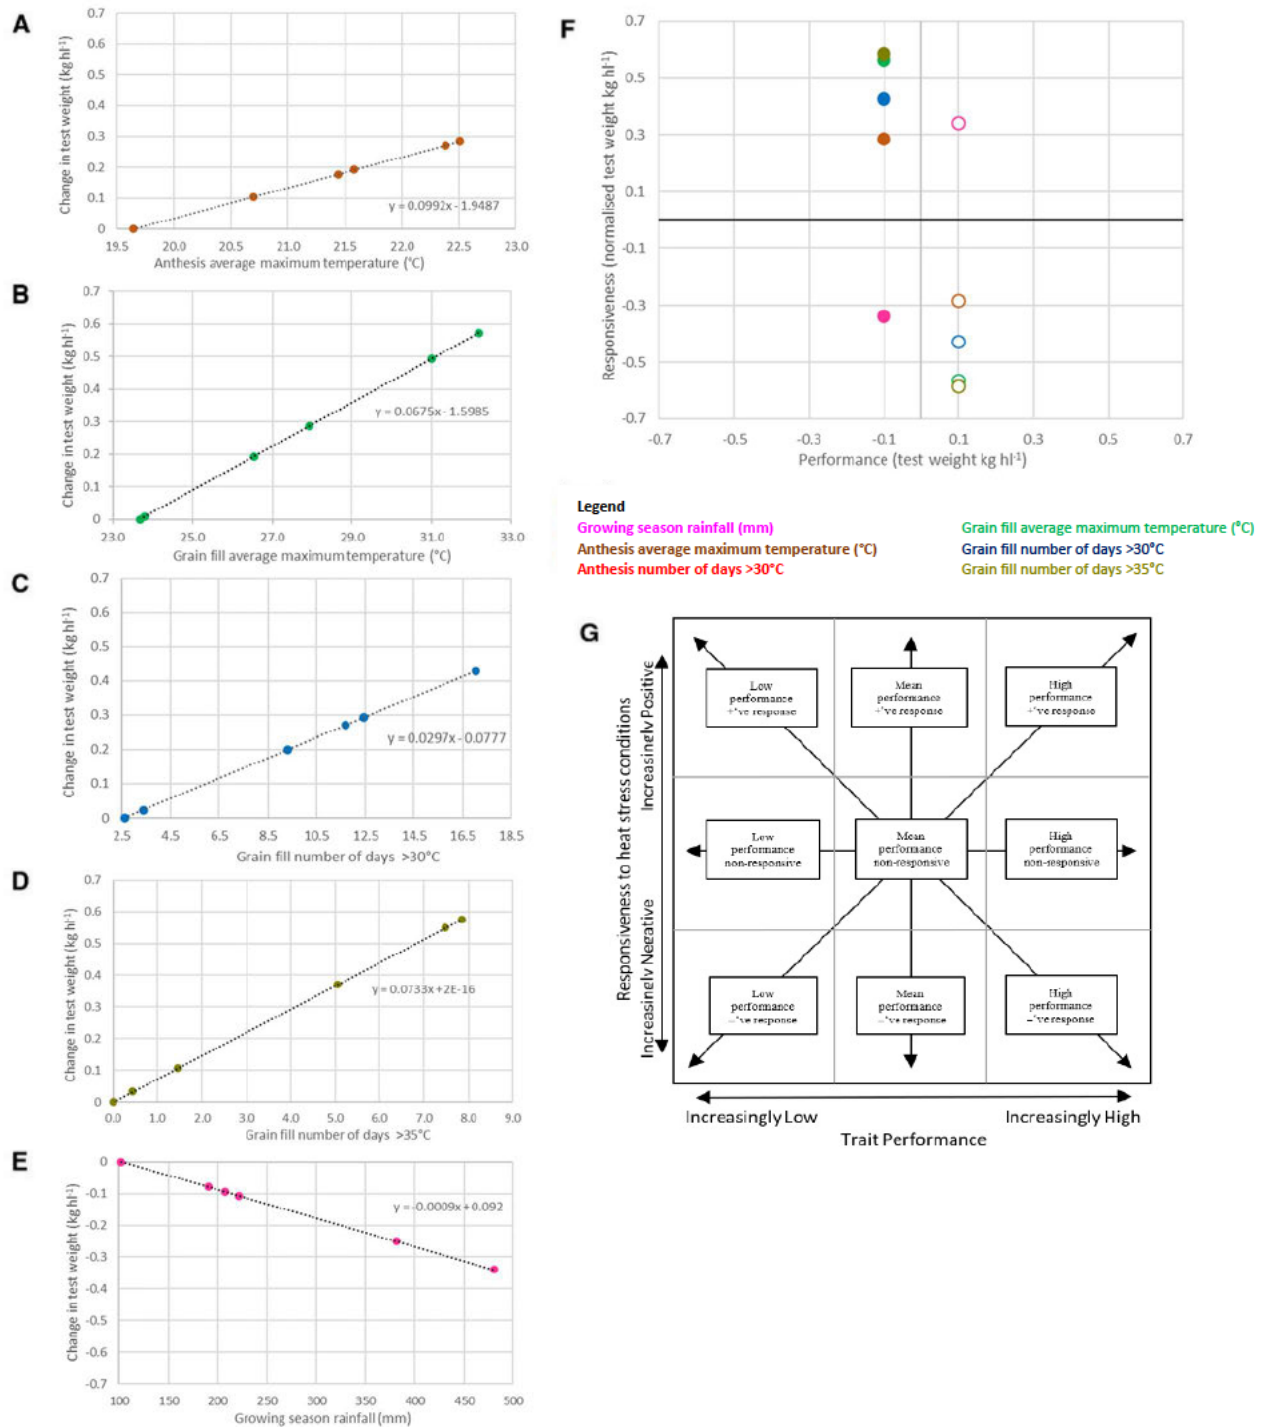 A
Change in test weight (kg hl-1)
0.7
0.6
0.5
0.4
0.3
0.2
0.1
0
y = 0.0992x - 1.9487
19.5 20.0 20.5 21.0 21.5 22.0 22.5 23.0
Anthesis average maximum temperature (°C)
B
Change in test weight (kg hl-1)
0.7
0.6
0.5
0.4
0.3
0.2
0.1
0
y = 0.0675x - 1.5985
23.0 25.0 27.0 29.0 31.0 33.0
Grain fill average maximum temperature (°C)
C
Change in test weight (kg hl-1)
0.7
0.6
0.5
0.4
0.3
0.2
0.1
0
y = 0.0297x - 0.0777
2.5 4.5 6.5 8.5 10.5 12.5 14.5 16.5 18.5
Grain fill number of days >30°C
D
Change in test weight (kg hl-1)
0.7
0.6
0.5
0.4
0.3
0.2
0.1
0
y = 0.0733x + 2E-16
0.0 1.0 2.0 3.0 4.0 5.0 6.0 7.0 8.0 9.0
Grain fill number of days >35°C
E
Change in test weight (kg hl-1)
0
-0.1
-0.2
-0.3
-0.4
-0.5
-0.6
-0.7
y = -0.0009x + 0.092
100 150 200 250 300 350 400 450 500
Growing season rainfall (mm)
F
Responsiveness (normalised test weight kg hl-1)
0.7
0.5
0.3
0.1
-0.1
-0.3
-0.5
-0.7
-0.7 -0.5 -0.3 -0.1 0.1 0.3 0.5 0.7
Performance (test weight kg hl-1)
Legend
Growing season rainfall (mm)
Anthesis average maximum temperature (°C)
Anthesis number of days >30°C
Grain fill average maximum temperature (°C)
Grain fill number of days >30°C
Grain fill number of days >35°C
G
Responsiveness to heat stress conditions
Increasingly Positive
Increasingly Negative
Low
performance
+'ve response
Mean
performance
+'ve response
High
performance
+'ve response
Low
performance
non-responsive
Mean
performance
non-responsive
High
performance
non-responsive
Low
performance
-'ve response
Mean
performance
-'ve response
High
performance
-'ve response
Increasingly Low
Increasingly High
Trait Performance